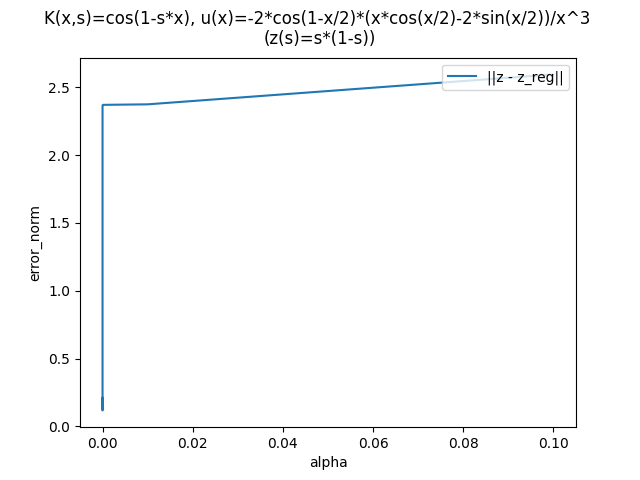 K(x,s)=cos(1-s*x), u(x)=-2*cos(1-x/2)*(x*cos(x/2)-2*sin(x/2))/x^3
(z(s)=s*(1-s))
||z - z_reg||
2.5
2.0
1.5
1.0
0.5
0.0
error_norm
0.00
0.02
0.04
0.06
0.08
0.10
alpha